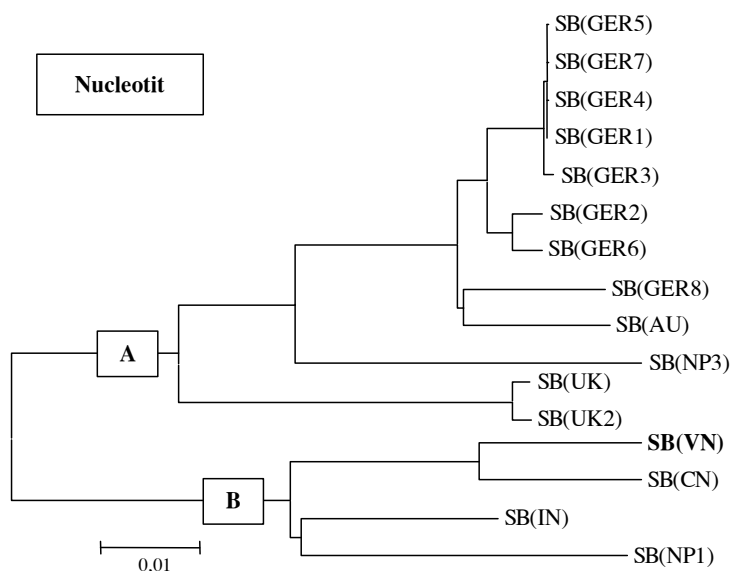 SB(GER5)
Nucleotit
SB(GER7)
SB(GER4)
SB(GER1)
SB(GER3)
SB(GER2)
SB(GER6)
SB(GER8)
SB(AU)
A
SB(NP3)
SB(UK)
SB(UK2)
SB(VN)
SB(CN)
B
SB(IN)
SB(NP1)
0,01